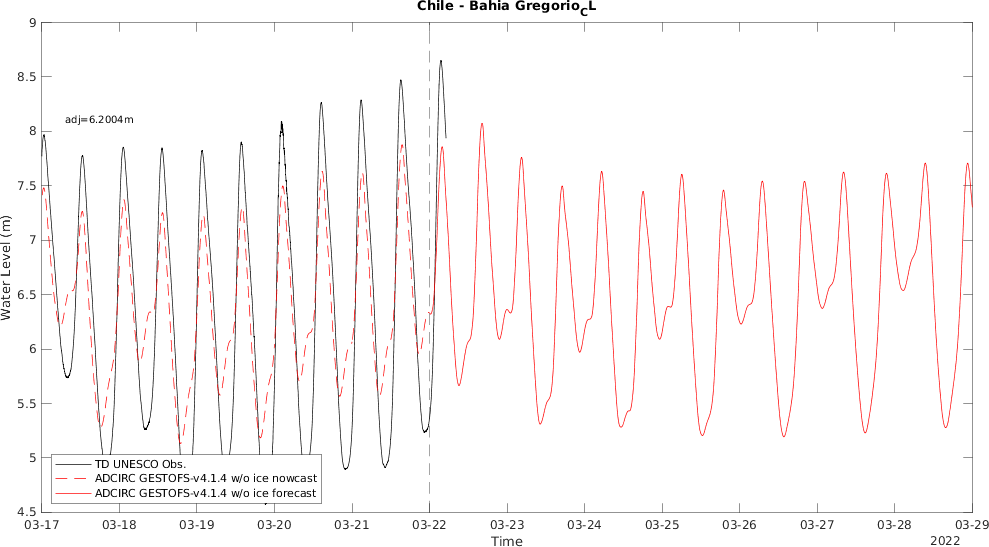 Chile - Bahia Gregorio_CL
9
8.5
8
7.5
7
6.5
6
5.5
5
4.5
Water Level (m)
adj=6.2004m
TD UNESCO Obs.
ADCIRC GESTOFS-v4.1.4 w/o ice nowcast
ADCIRC GESTOFS-v4.1.4 w/o ice forecast
03-17 03-18 03-19 03-20 03-21 03-22 03-23 03-24 03-25 03-26 03-27 03-28 03-29
Time
2022